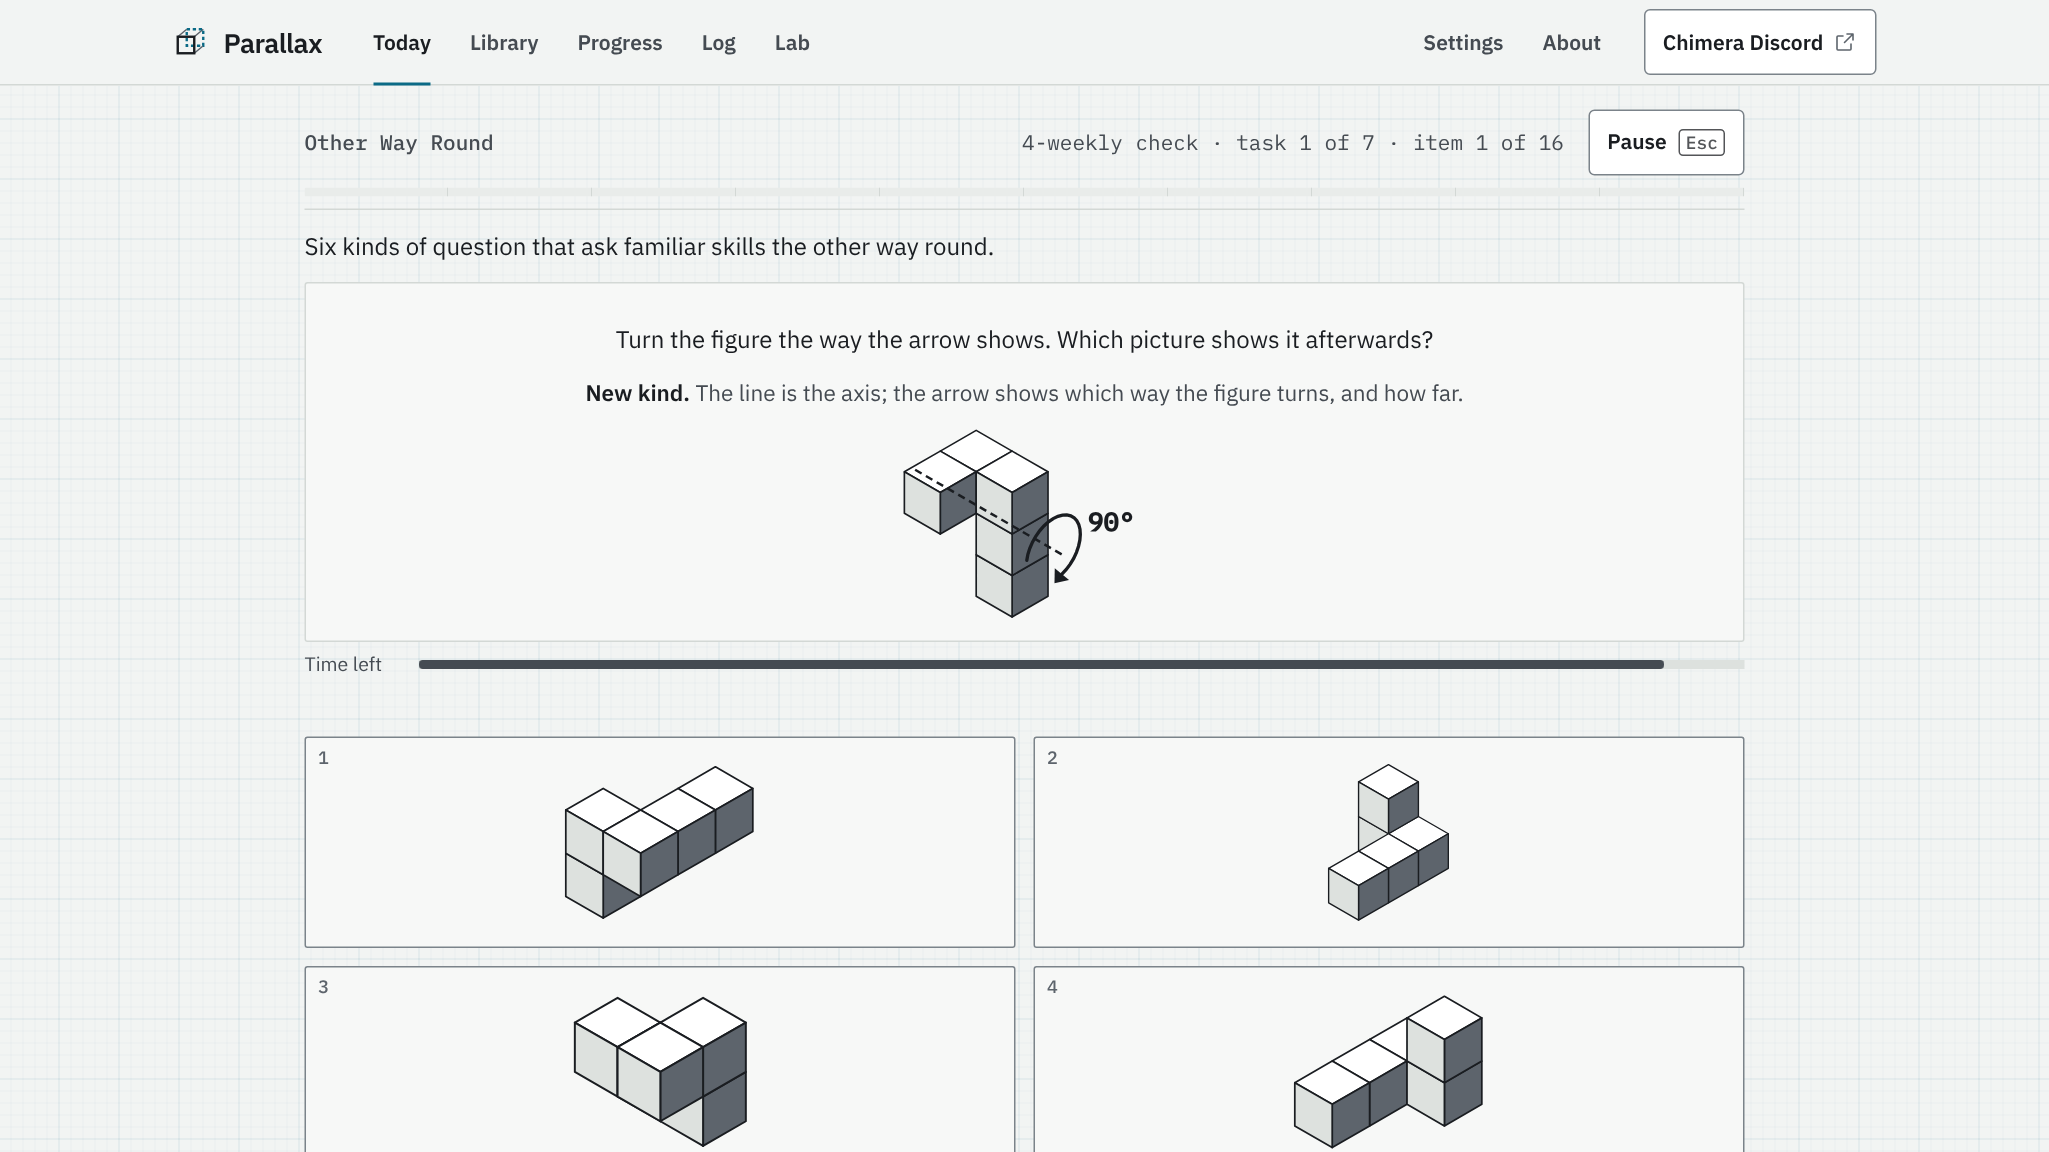 Parallax
Today
Library
Progress
Log
Lab
Settings
About
Chimera Discord
Other Way Round
4-weekly check · task 1 of 7 · item 1 of 16
Pause Esc
Six kinds of question that ask familiar skills the other way round.
Turn the figure the way the arrow shows. Which picture shows it afterwards?
New kind. The line is the axis; the arrow shows which way the figure turns, and how far.
90°
Time left
1
2
3
4